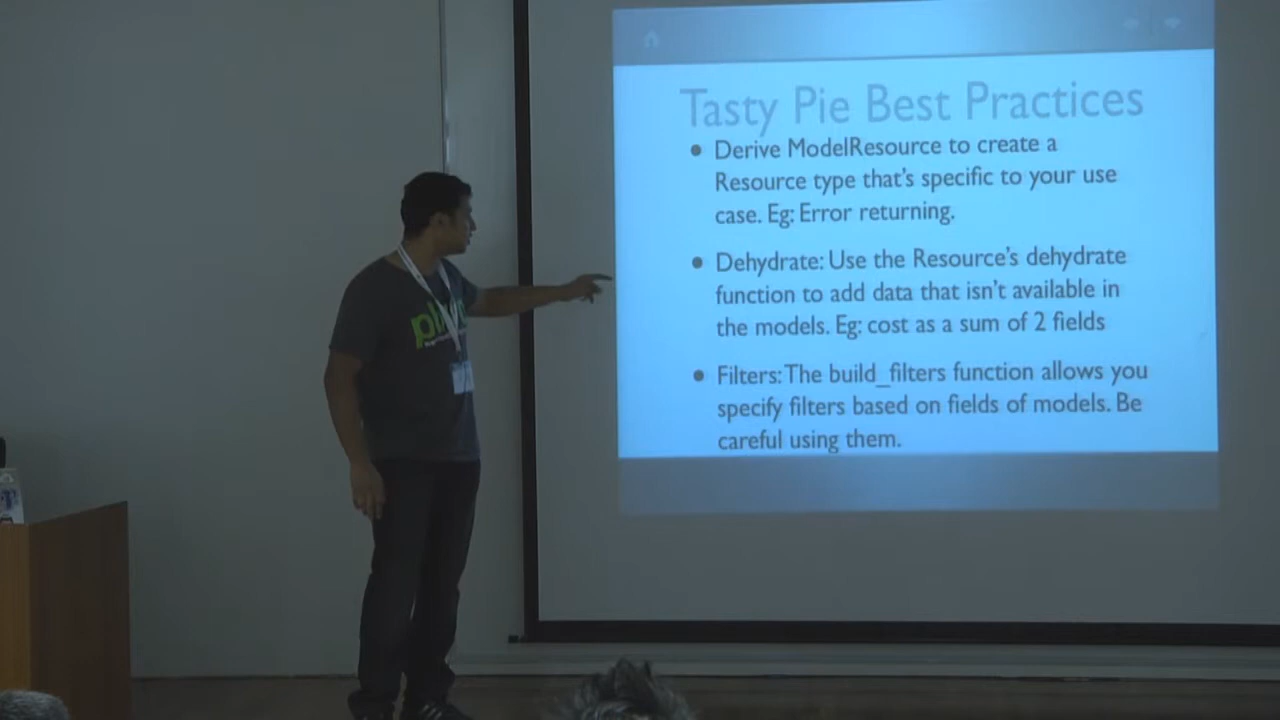 Tasty Pie Best Practices
• Derive ModelResource to create a
Resource type that's specific to your use
case. Eg: Error returning.
• Dehydrate: Use the Resource's dehydrate
function to add data that isn't available in
the models. Eg: cost as a sum of 2 fields
• Filters: The build_filters function allows you
specify filters based on fields of models. Be
careful using them.